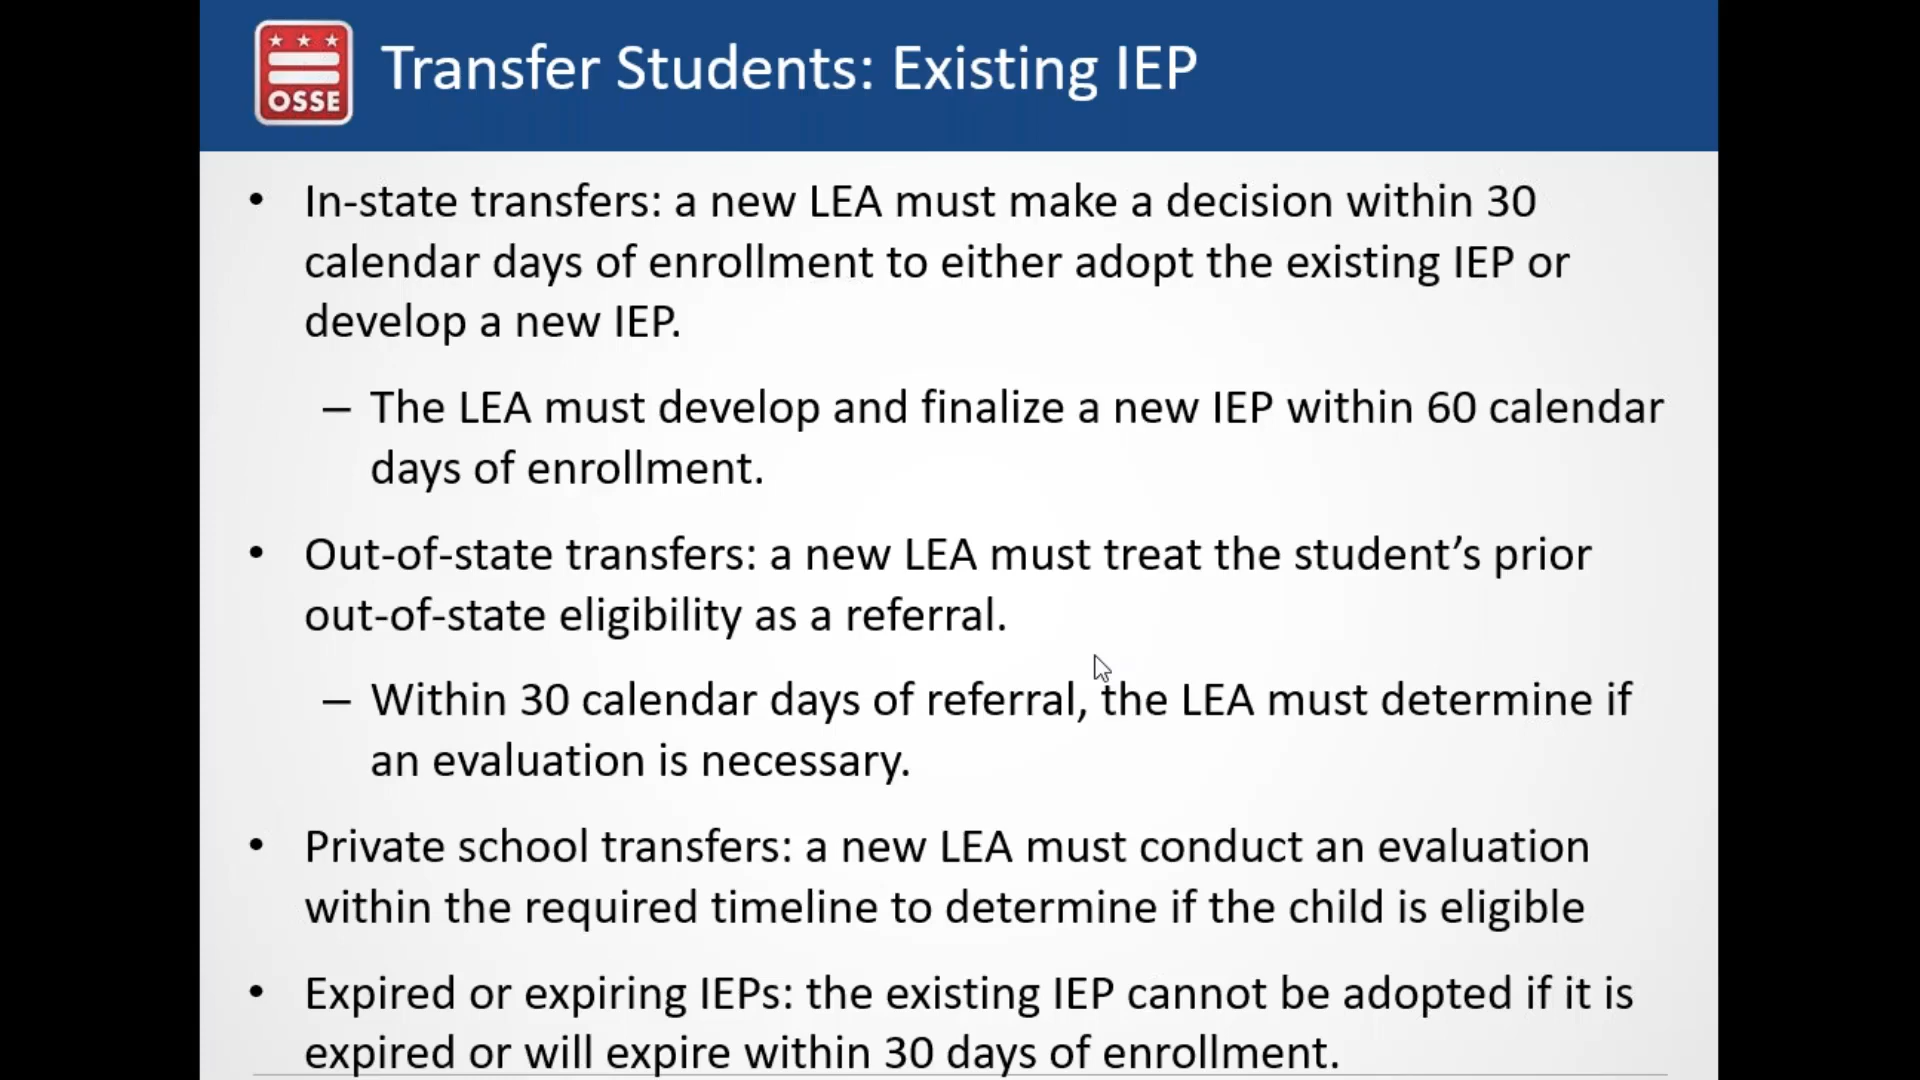 OSSE
Transfer Students: Existing IEP
• In-state transfers: a new LEA must make a decision within 30
calendar days of enrollment to either adopt the existing IEP or
develop a new IEP.
– The LEA must develop and finalize a new IEP within 60 calendar
days of enrollment.
• Out-of-state transfers: a new LEA must treat the student’s prior
out-of-state eligibility as a referral.
– Within 30 calendar days of referral, the LEA must determine if
an evaluation is necessary.
• Private school transfers: a new LEA must conduct an evaluation
within the required timeline to determine if the child is eligible
• Expired or expiring IEPs: the existing IEP cannot be adopted if it is
expired or will expire within 30 days of enrollment.